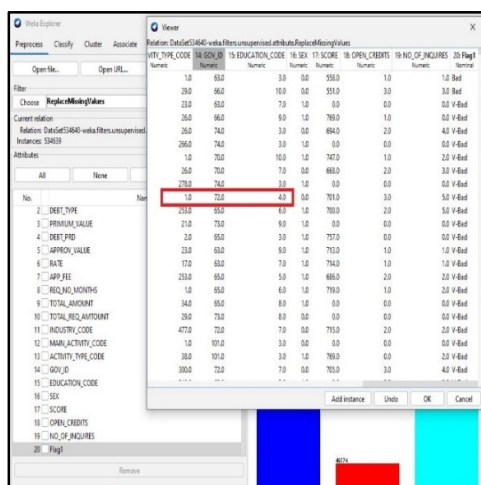 Weka Explorer
Preprocess Classify Cluster Associate
Open file... Open URL...
Filter
Choose ReplaceMissingValues
Current relation
Relation: DataSet534640-weka.filters.unsupervised.
Instances: 534639
Attributes
All None
No. Nar
2 DEBT_TYPE
3 PRIMIUM_VALUE
4 DEBT_PRD
5 APPROV_VALUE
6 RATE
7 APP_FEE
8 REQ_NO_MONTHS
9 TOTAL_AMOUNT
10 TOTAL_REQ_AMTOUNT
11 INDUSTRY_CODE
12 MAIN_ACTIVITY_CODE
13 ACTIVITY_TYPE_CODE
14 GOV_ID
15 EDUCATION_CODE
16 SEX
17 SCORE
18 OPEN_CREDITS
19 NO_OF_INQUIRES
20 Flag1
Remove
Viewer
Relation: DataSet534640-weka.filters.unsupervised.attribute.ReplaceMissingValues
VITY_TYPE_CODE 14: GOV_ID 15: EDUCATION_CODE 16: SEX 17: SCORE 18: OPEN_CREDITS 19: NO_OF_INQUIRES 20: Flag1
Numeric Numeric Numeric Numeric Numeric Numeric Numeric Nominal
1.0 63.0 3.0 0.0 558.0 1.0 1.0 Bad
29.0 66.0 10.0 0.0 551.0 3.0 3.0 Bad
23.0 63.0 7.0 1.0 0.0 0.0 0.0 V-Bad
26.0 66.0 9.0 1.0 769.0 1.0 0.0 V-Bad
26.0 74.0 3.0 0.0 694.0 2.0 4.0 V-Bad
266.0 74.0 3.0 1.0 0.0 0.0 0.0 V-Bad
1.0 70.0 10.0 1.0 747.0 1.0 2.0 V-Bad
26.0 70.0 7.0 0.0 663.0 2.0 3.0 V-Bad
278.0 74.0 3.0 1.0 0.0 0.0 0.0 V-Bad
1.0 72.0 4.0 0.0 701.0 3.0 5.0 V-Bad
253.0 65.0 6.0 1.0 700.0 2.0 5.0 V-Bad
21.0 73.0 9.0 1.0 0.0 0.0 0.0 V-Bad
2.0 65.0 3.0 1.0 757.0 0.0 0.0 V-Bad
23.0 63.0 9.0 1.0 713.0 1.0 1.0 V-Bad
17.0 63.0 7.0 1.0 714.0 1.0 1.0 V-Bad
253.0 65.0 5.0 1.0 686.0 2.0 2.0 V-Bad
1.0 65.0 6.0 1.0 719.0 1.0 2.0 V-Bad
34.0 65.0 8.0 1.0 0.0 0.0 0.0 V-Bad
29.0 73.0 8.0 0.0 0.0 0.0 0.0 V-Bad
477.0 72.0 7.0 0.0 715.0 2.0 2.0 V-Bad
1.0 101.0 3.0 0.0 0.0 0.0 0.0 V-Bad
38.0 101.0 3.0 1.0 769.0 0.0 1.0 V-Bad
300.0 72.0 7.0 0.0 705.0 3.0 4.0 V-Bad
Add instance Undo OK Cancel